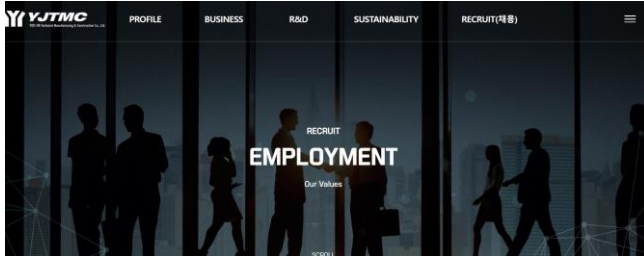 YJTMC
PROFILE
BUSINESS
R&D
SUSTAINABILITY
RECRUIT(채용)
RECRUIT
EMPLOYMENT
Our Values
SCROLL